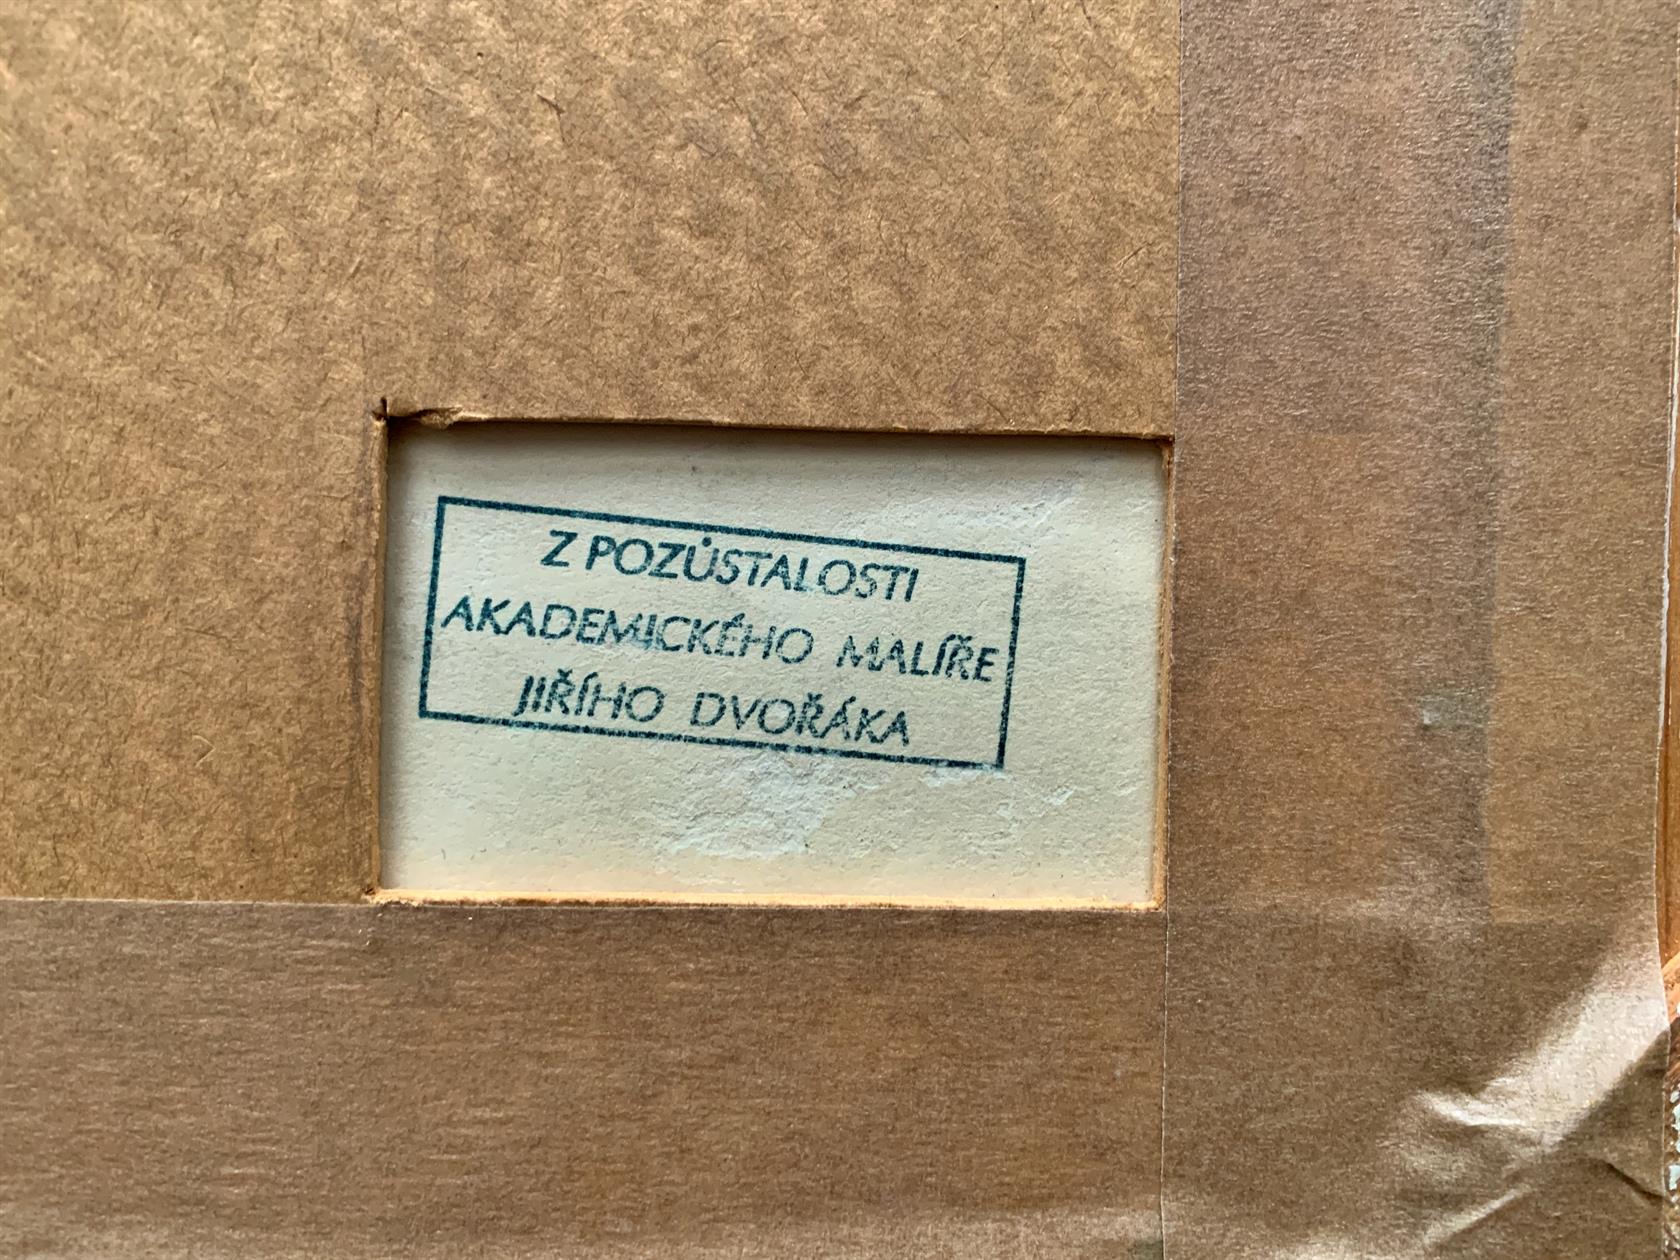 Z POZŮSTALOSTI
AKADEMICKÉHO MALÍŘE
JIŘÍHO DVOŘÁKA